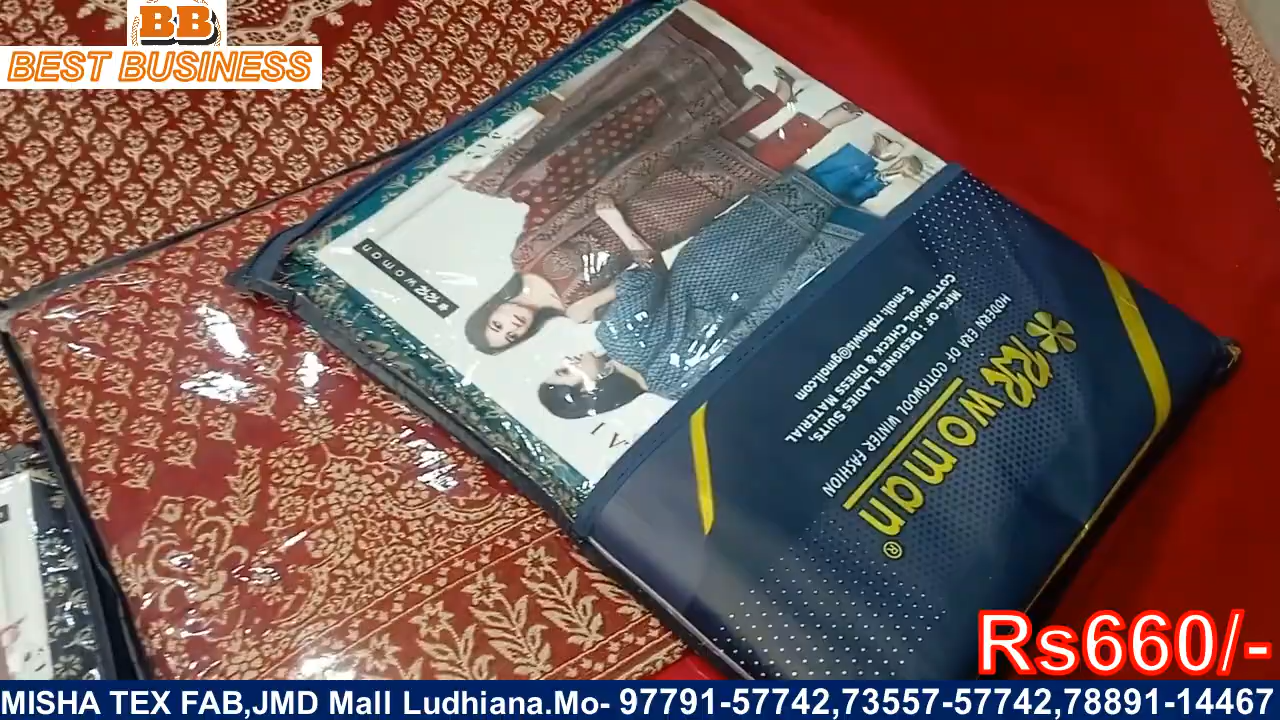 BB
BEST BUSINESS
RR woman
IV
E-mail: rrshawls@gmail.com
COTTSWOOL CHECK & DRESS MATERIAL
MFG. OF : DESIGNER LADIES SUITS,
MODERN ERA OF COTTSWOOL WINTER FASHION
RR woman ®
Rs660/-
MISHA TEX FAB,JMD Mall Ludhiana.Mo- 97791-57742,73557-57742,78891-14467